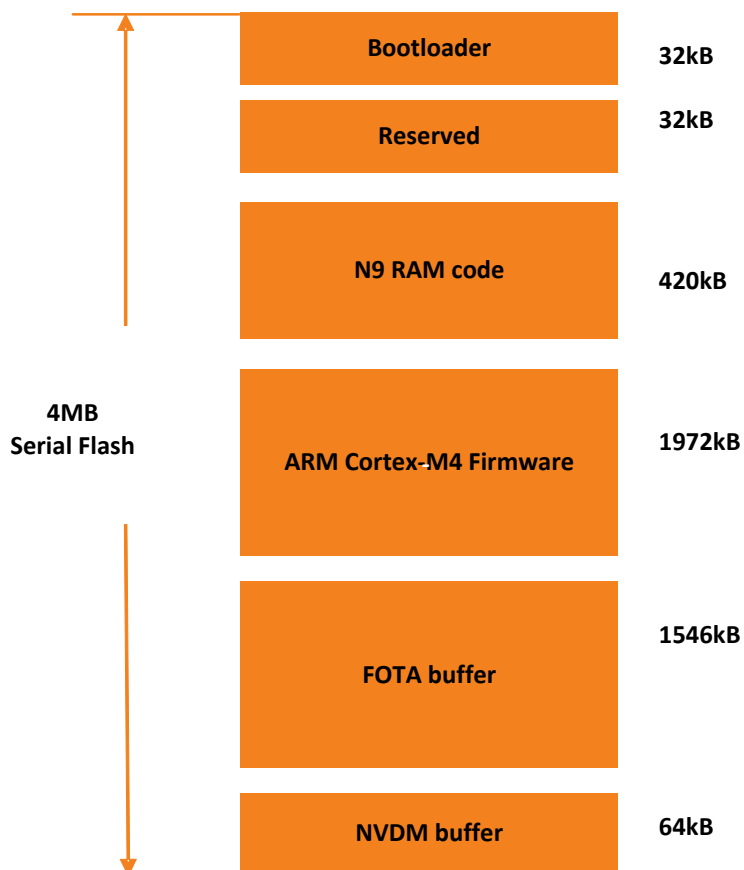 Bootloader
32kB
Reserved
32kB
N9 RAM code
420kB
4MB
Serial Flash
ARM Cortex-M4 Firmware
1972kB
FOTA buffer
1546kB
NVDM buffer
64kB